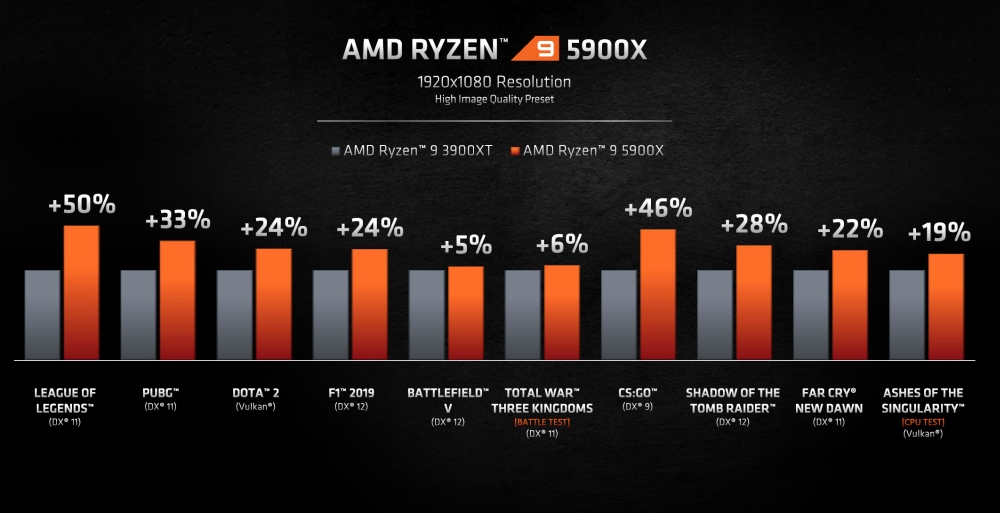 AMD RYZEN™ 9 5900X
1920x1080 Resolution
High Image Quality Preset
AMD Ryzen™ 9 3900XT AMD Ryzen™ 9 5900X
+50%
+33%
+24%
+24%
+5%
+6%
+46%
+28%
+22%
+19%
LEAGUE OF
LEGENDS™
(DX® 11)
PUBG™
(DX® 11)
DOTA™ 2
(Vulkan®)
F1™ 2019
(DX® 12)
BATTLEFIELD™
V
(DX® 12)
TOTAL WAR™
THREE KINGDOMS
[BATTLE TEST]
(DX® 11)
CS:GO™
(DX® 9)
SHADOW OF THE
TOMB RAIDER™
(DX® 12)
FAR CRY®
NEW DAWN
(DX® 11)
ASHES OF THE
SINGULARITY™
[CPU TEST]
(Vulkan®)